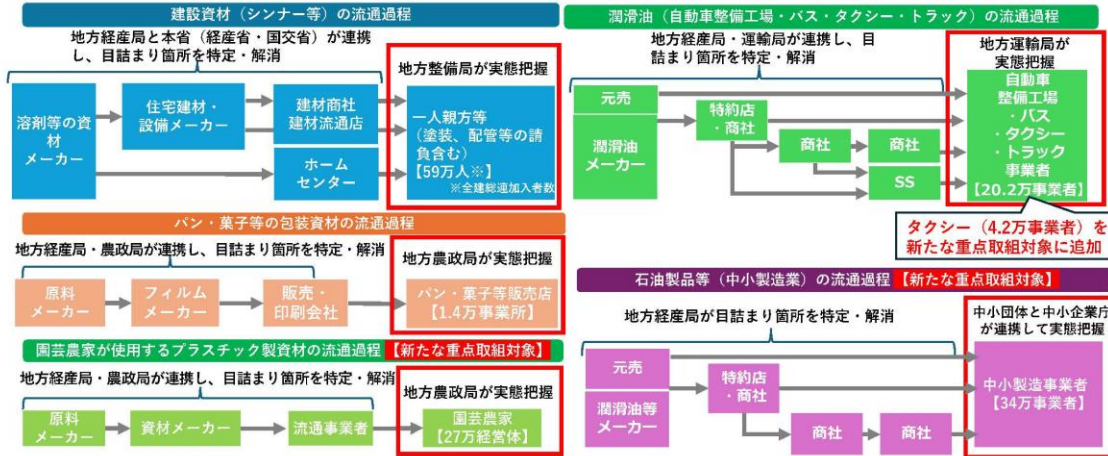 建設資材（シンナー等）の流通過程
地方経産局と本省（経産省・国交省）が連携
し、目詰まり箇所を特定・解消
地方整備局が実態把握
溶剤等の資
材
メーカー
住宅建材・
設備メーカー
建材商社
建材流通店
ホーム
センター
一人親方等
（塗装、配管等の請
負含む）
【59万人※】
※全建総連加入者数
パン・菓子等の包装資材の流通過程
地方経産局・農政局が連携し、目詰まり箇所を特定・解消
地方農政局が実態把握
原料
メーカー
フィルム
メーカー
販売・
印刷会社
パン・菓子等販売店
【1.4万事業所】
園芸農家が使用するプラスチック製資材の流通過程【新たな重点取組対象】
地方経産局・農政局が連携し、目詰まり箇所を特定・解消
地方農政局が実態把握
原料
メーカー
資材メーカー
流通事業者
園芸農家
【27万経営体】
潤滑油（自動車整備工場・バス・タクシー・トラック）の流通過程
地方経産局・運輸局が連携し、目
詰まり箇所を特定・解消
地方運輸局が
実態把握
元売
潤滑油
メーカー
特約店
・商社
商社
商社
SS
自動車
整備工場
・バス
・タクシー
・トラック
事業者
【20.2万事業者】
タクシー（4.2万事業者）を
新たな重点取組対象に追加
石油製品等（中小製造業）の流通過程【新たな重点取組対象】
地方経産局が目詰まり箇所を特定・解消
中小団体と中小企業庁
が連携して実態把握
元売
潤滑油等
メーカー
特約店
・商社
商社
商社
中小製造事業者
【34万事業者】